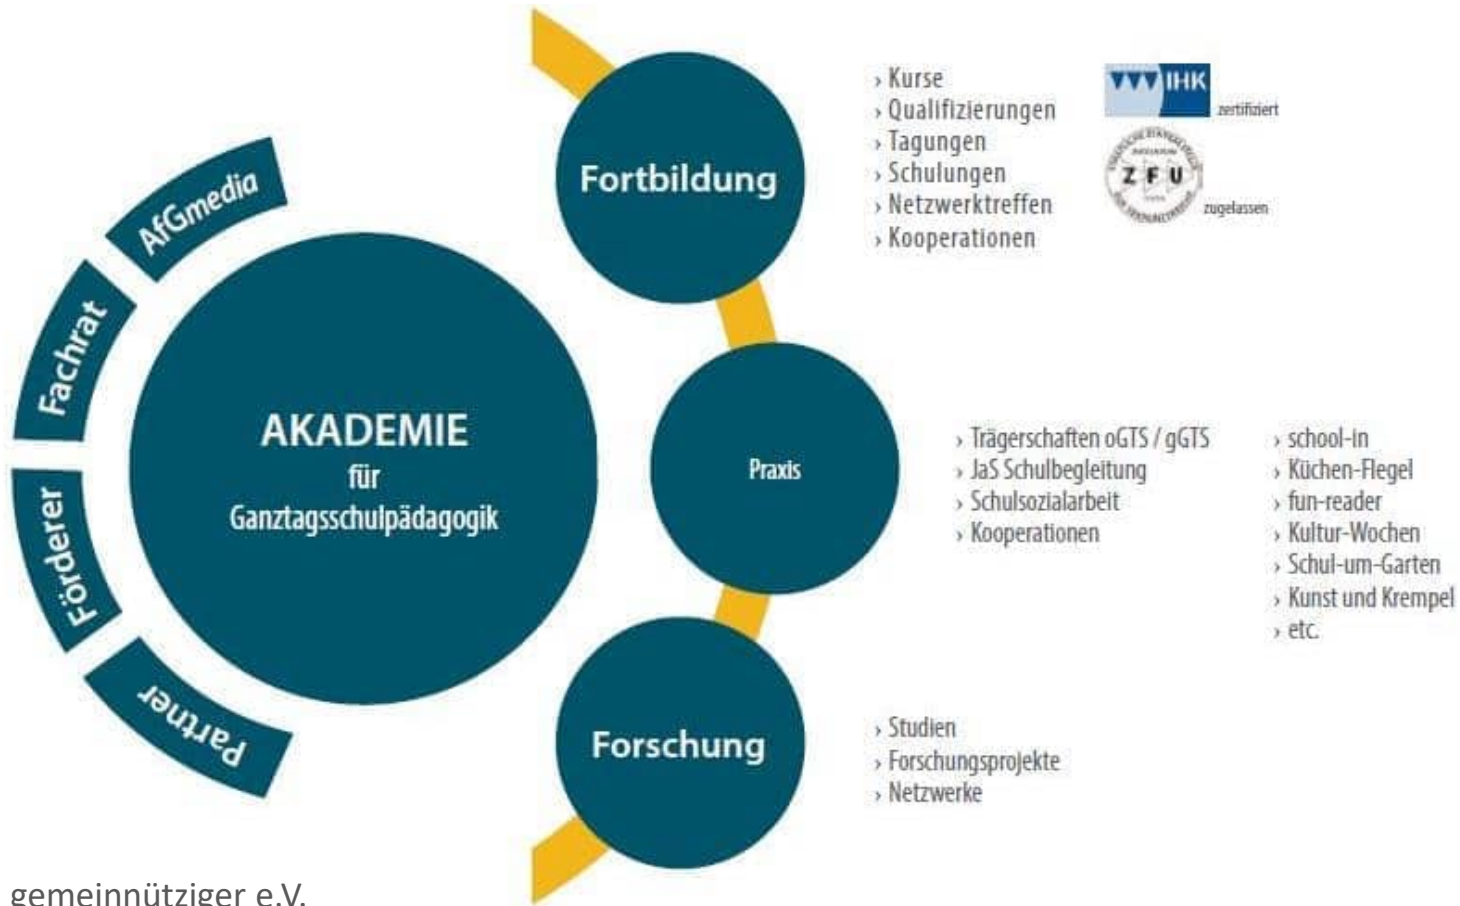 AfGmedia
Fachrat
Förderer
Partner
AKADEMIE
für
Ganztagsschulpädagogik
Fortbildung
› Kurse
› Qualifizierungen
› Tagungen
› Schulungen
› Netzwerktreffen
› Kooperationen
IHK
zertifiziert
ZFU
zugelassen
Praxis
› Trägerschaften oGTS / gGTS
› JaS Schulbegleitung
› Schulsozialarbeit
› Kooperationen
› school-in
› Küchen-Flegel
› fun-reader
› Kultur-Wochen
› Schul-um-Garten
› Kunst und Krempel
› etc.
Forschung
› Studien
› Forschungsprojekte
› Netzwerke
gemeinnütziger e.V.